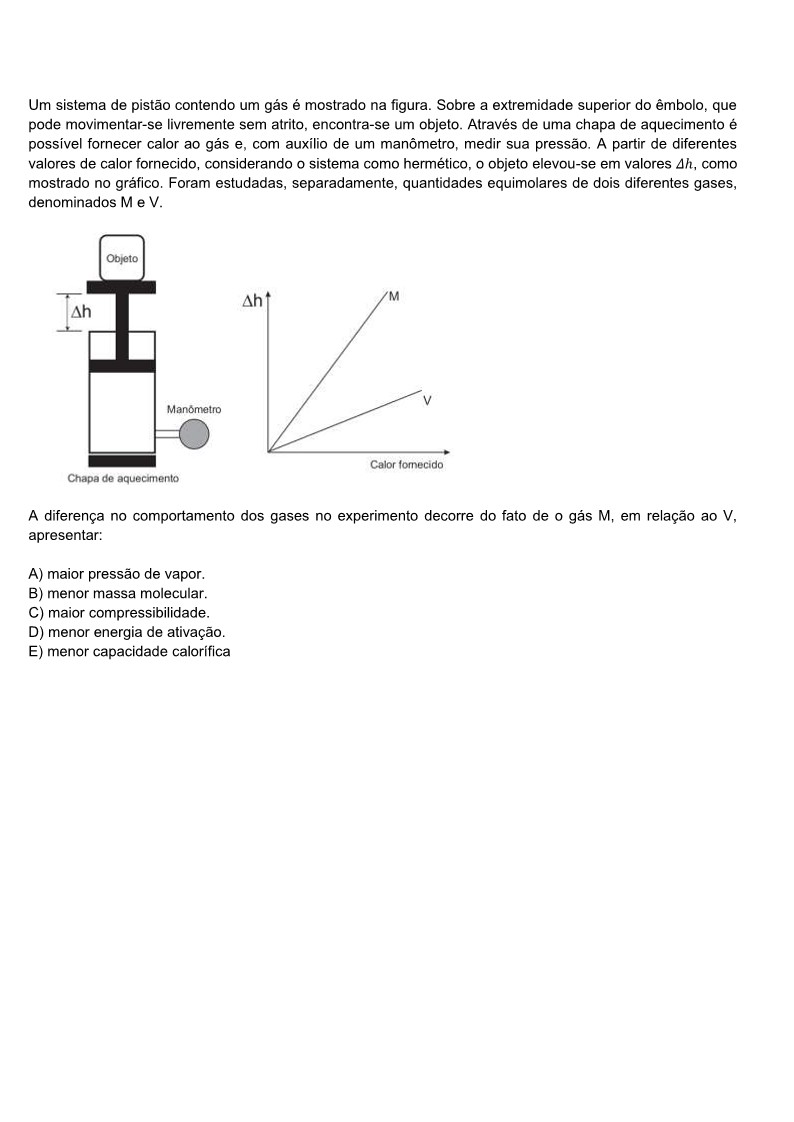 Um sistema de pistão contendo um gás é mostrado na figura. Sobre a extremidade superior do êmbolo, que
pode movimentar-se livremente sem atrito, encontra-se um objeto. Através de uma chapa de aquecimento é
possível fornecer calor ao gás e, com auxílio de um manômetro, medir sua pressão. A partir de diferentes
valores de calor fornecido, considerando o sistema como hermético, o objeto elevou-se em valores Δh, como
mostrado no gráfico. Foram estudadas, separadamente, quantidades equimolares de dois diferentes gases,
denominados M e V.
Objeto
Δh
Manômetro
Chapa de aquecimento
Δh
M
V
Calor fornecido
A diferença no comportamento dos gases no experimento decorre do fato de o gás M, em relação ao V,
apresentar:
A) maior pressão de vapor.
B) menor massa molecular.
C) maior compressibilidade.
D) menor energia de ativação.
E) menor capacidade calorífica